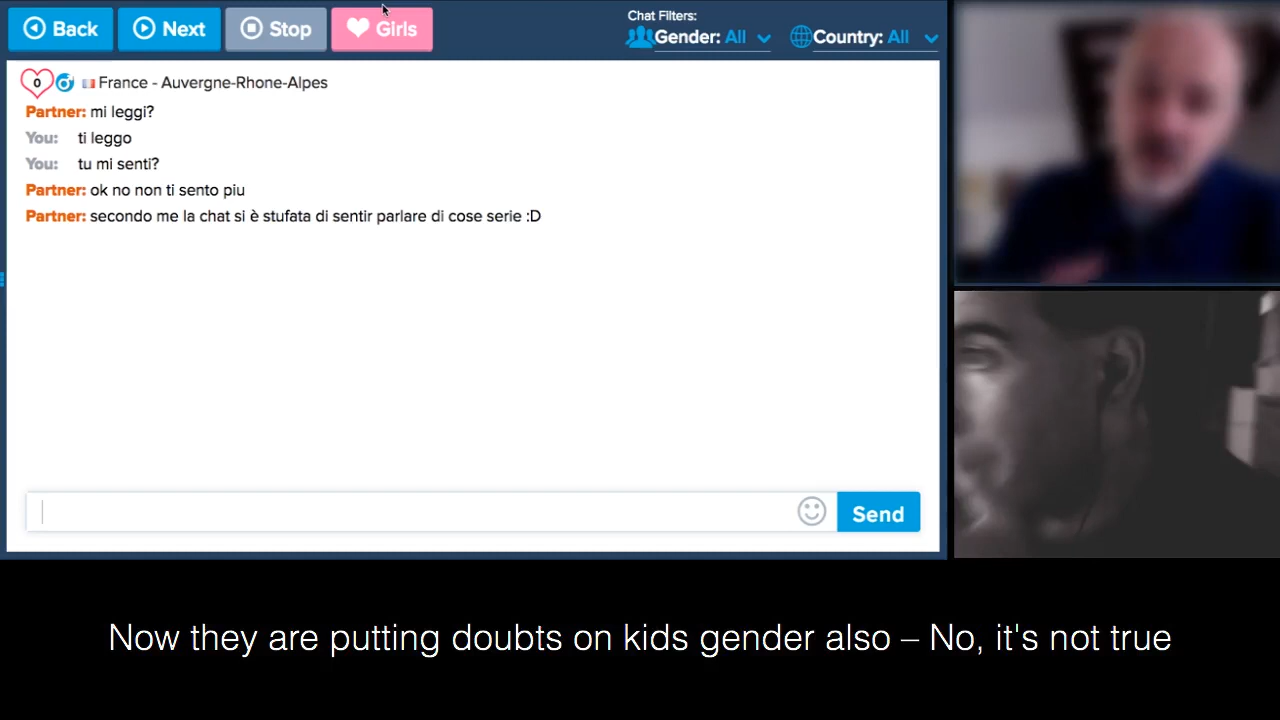 Back Next Stop Girls
Chat Filters:
Gender: All Country: All
0 France - Auvergne-Rhone-Alpes
Partner: mi leggi?
You: ti leggo
You: tu mi senti?
Partner: ok no non ti sento piu
Partner: secondo me la chat si è stufata di sentir parlare di cose serie :D
Send
Now they are putting doubts on kids gender also – No, it's not true